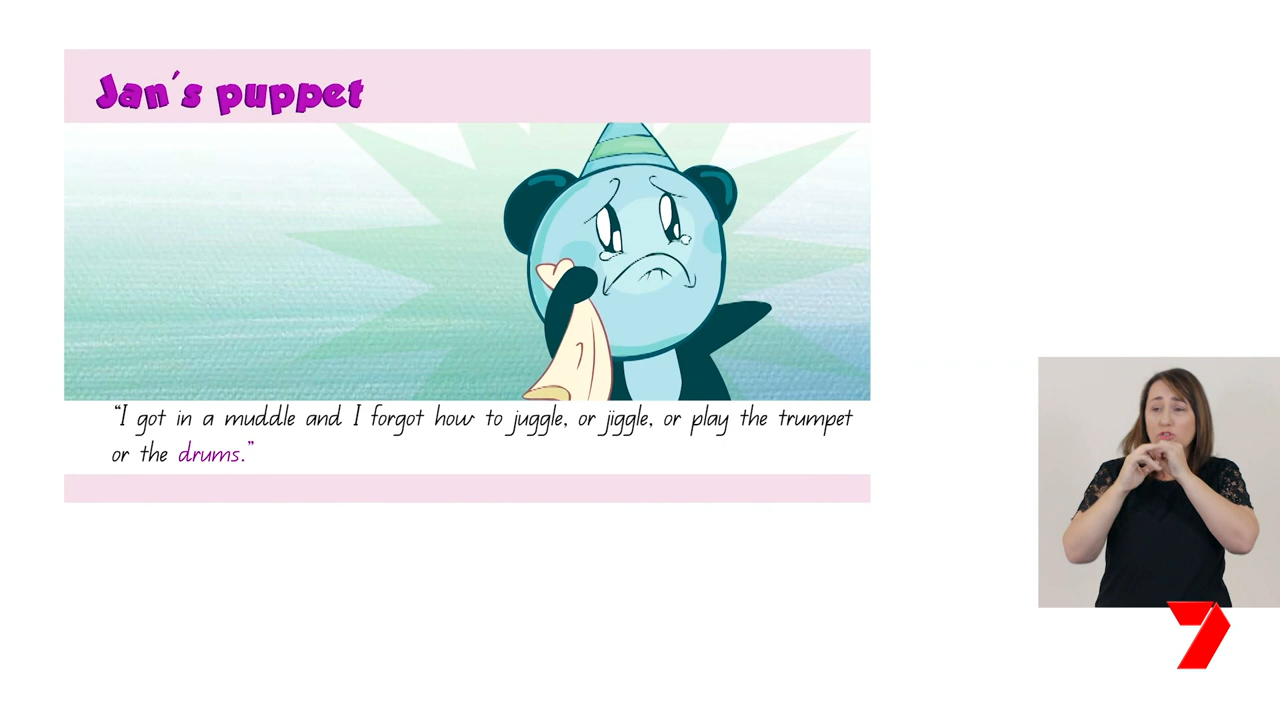 Jan's puppet
“I got in a muddle and I forgot how to juggle, or jiggle, or play the trumpet
or the drums.”
7